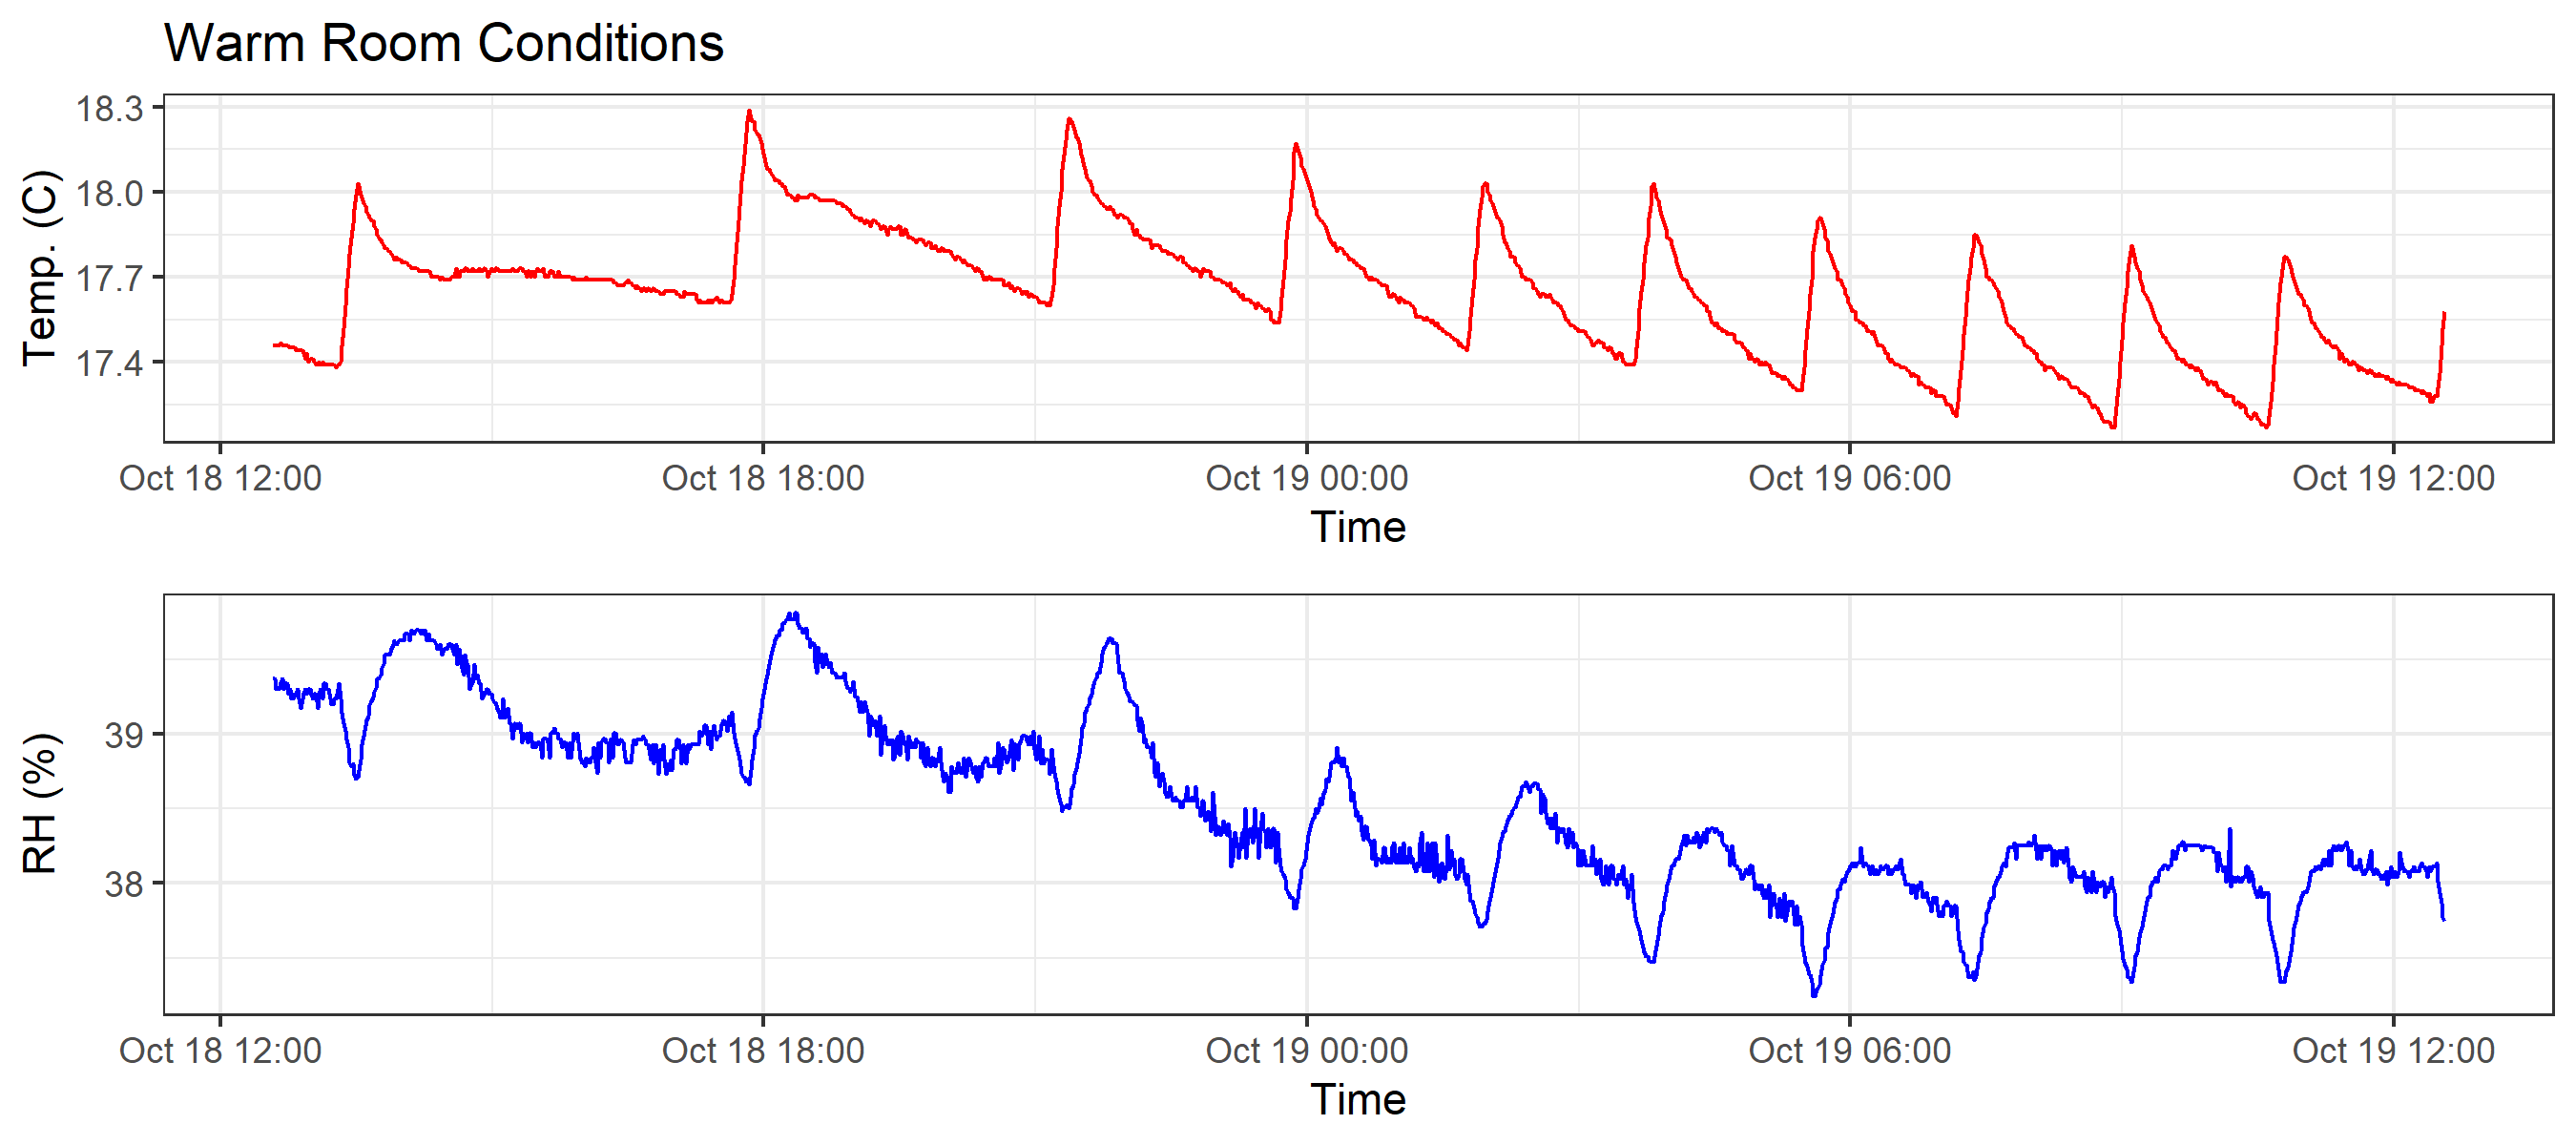 Warm Room Conditions
Temp. (C)
18.3
18.0
17.7
17.4
Oct 18 12:00 Oct 18 18:00 Oct 19 00:00 Oct 19 06:00 Oct 19 12:00
Time
RH (%)
39
38
Oct 18 12:00 Oct 18 18:00 Oct 19 00:00 Oct 19 06:00 Oct 19 12:00
Time